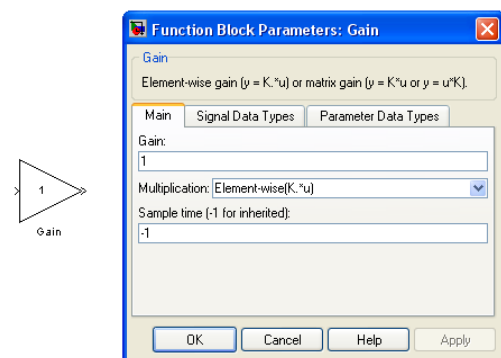 Function Block Parameters: Gain
Gain
Element-wise gain (y = K.*u) or matrix gain (y = K*u or y = u*K).
Main Signal Data Types Parameter Data Types
Gain:
1
Multiplication: Element-wise(K.*u)
Sample time (-1 for inherited):
-1
OK Cancel Help Apply
1
Gain